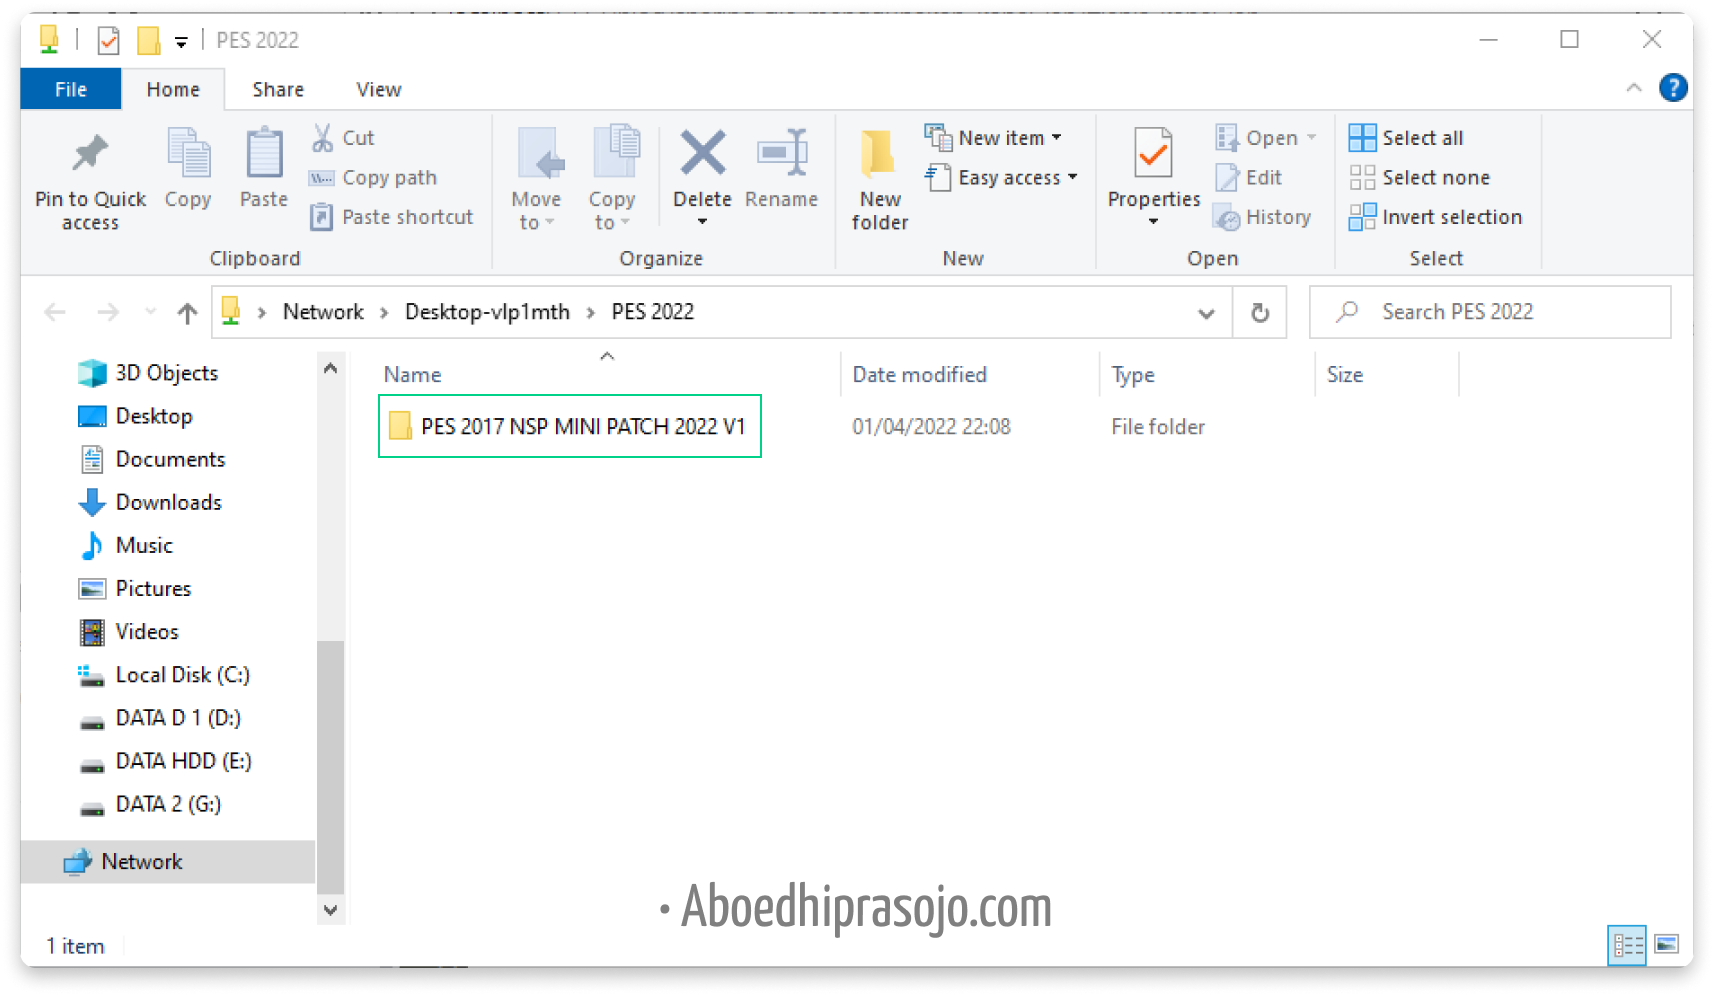 PES 2022
File Home Share View
Pin to Quick access
Copy
Paste
Cut
Copy path
Paste shortcut
Clipboard
Move to
Copy to
Delete
Rename
Organize
New folder
New item
Easy access
New
Properties
Open
Edit
History
Open
Select all
Select none
Invert selection
Select
Network > Desktop-vlp1mth > PES 2022
Search PES 2022
3D Objects
Desktop
Documents
Downloads
Music
Pictures
Videos
Local Disk (C:)
DATA D 1 (D:)
DATA HDD (E:)
DATA 2 (G:)
Network
Name Date modified Type Size
PES 2017 NSP MINI PATCH 2022 V1 01/04/2022 22:08 File folder
• Aboedhiprasojo.com
1 item